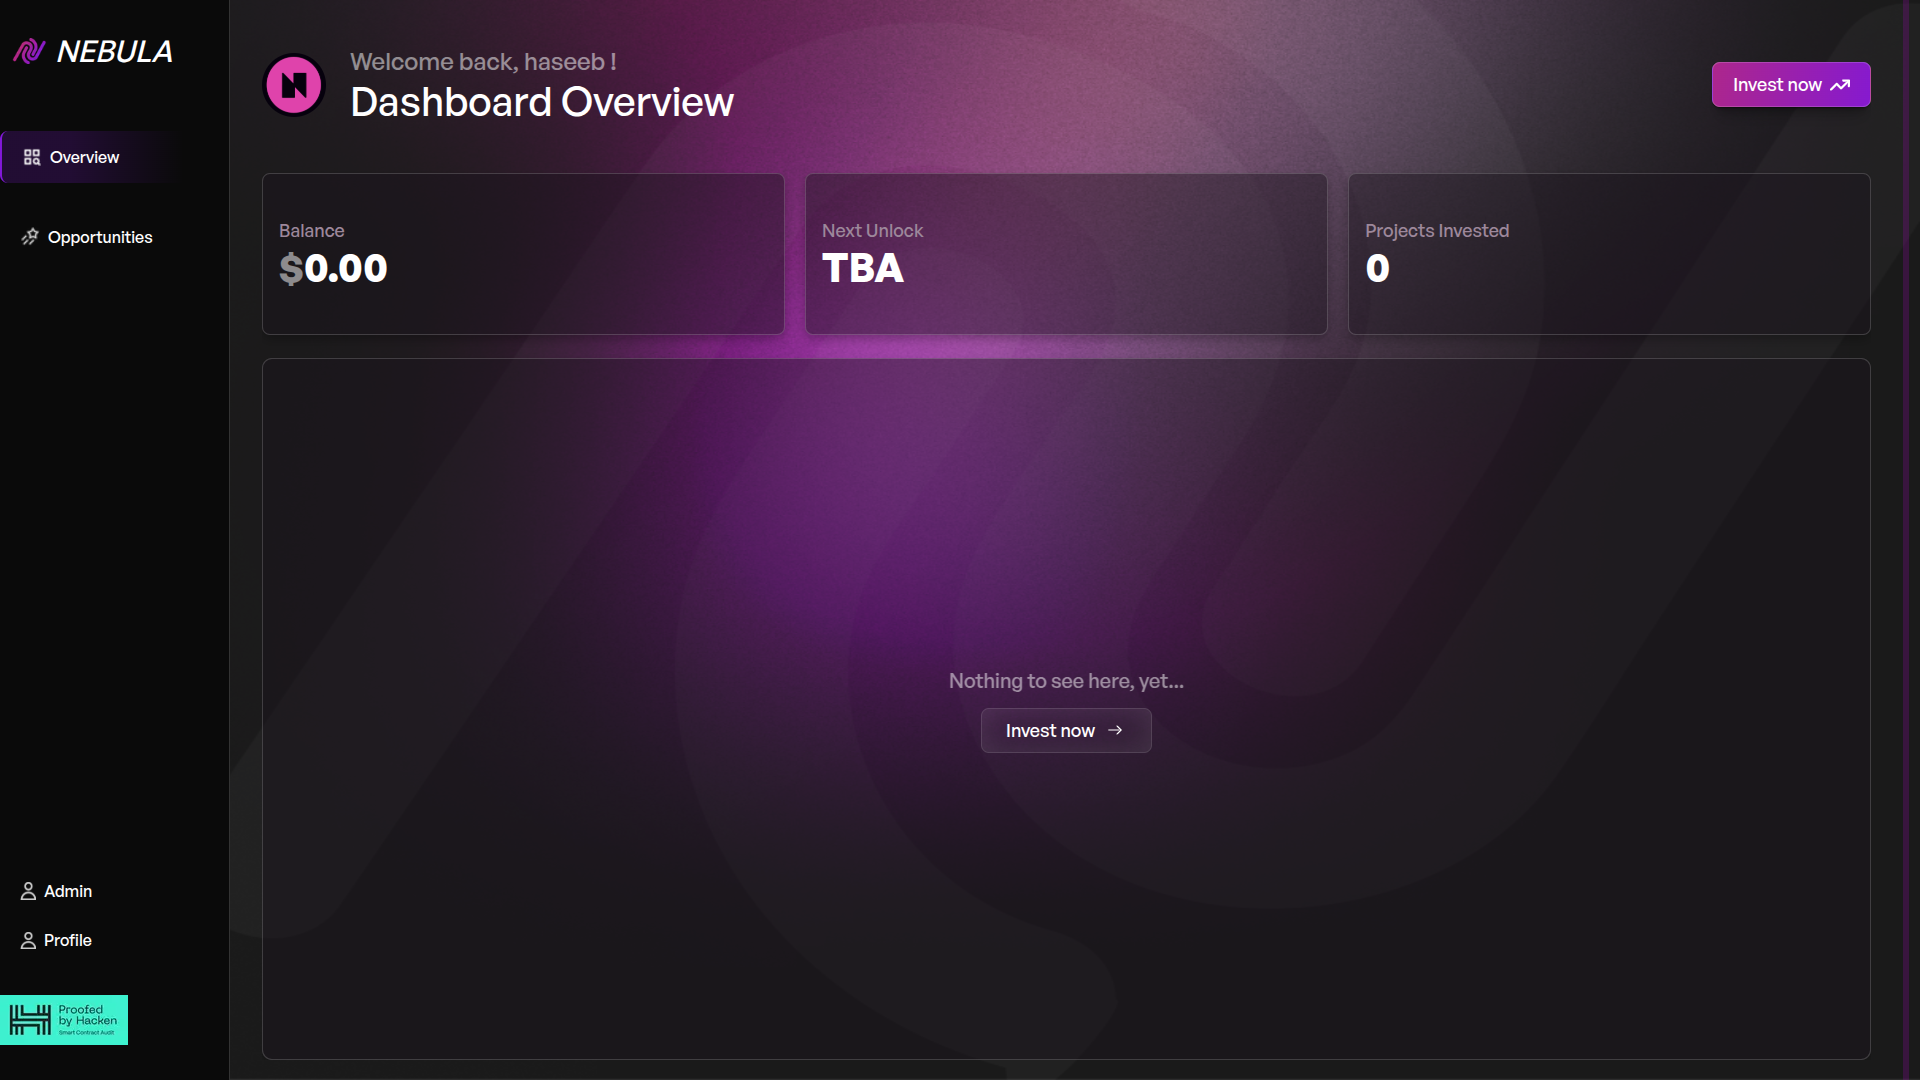 NEBULA
Overview
Opportunities
Admin
Profile
Proofed
by Hacken
Smart Contract Audit
Welcome back, haseeb !
Dashboard Overview
Invest now
Balance
$0.00
Next Unlock
TBA
Projects Invested
0
Nothing to see here, yet...
Invest now